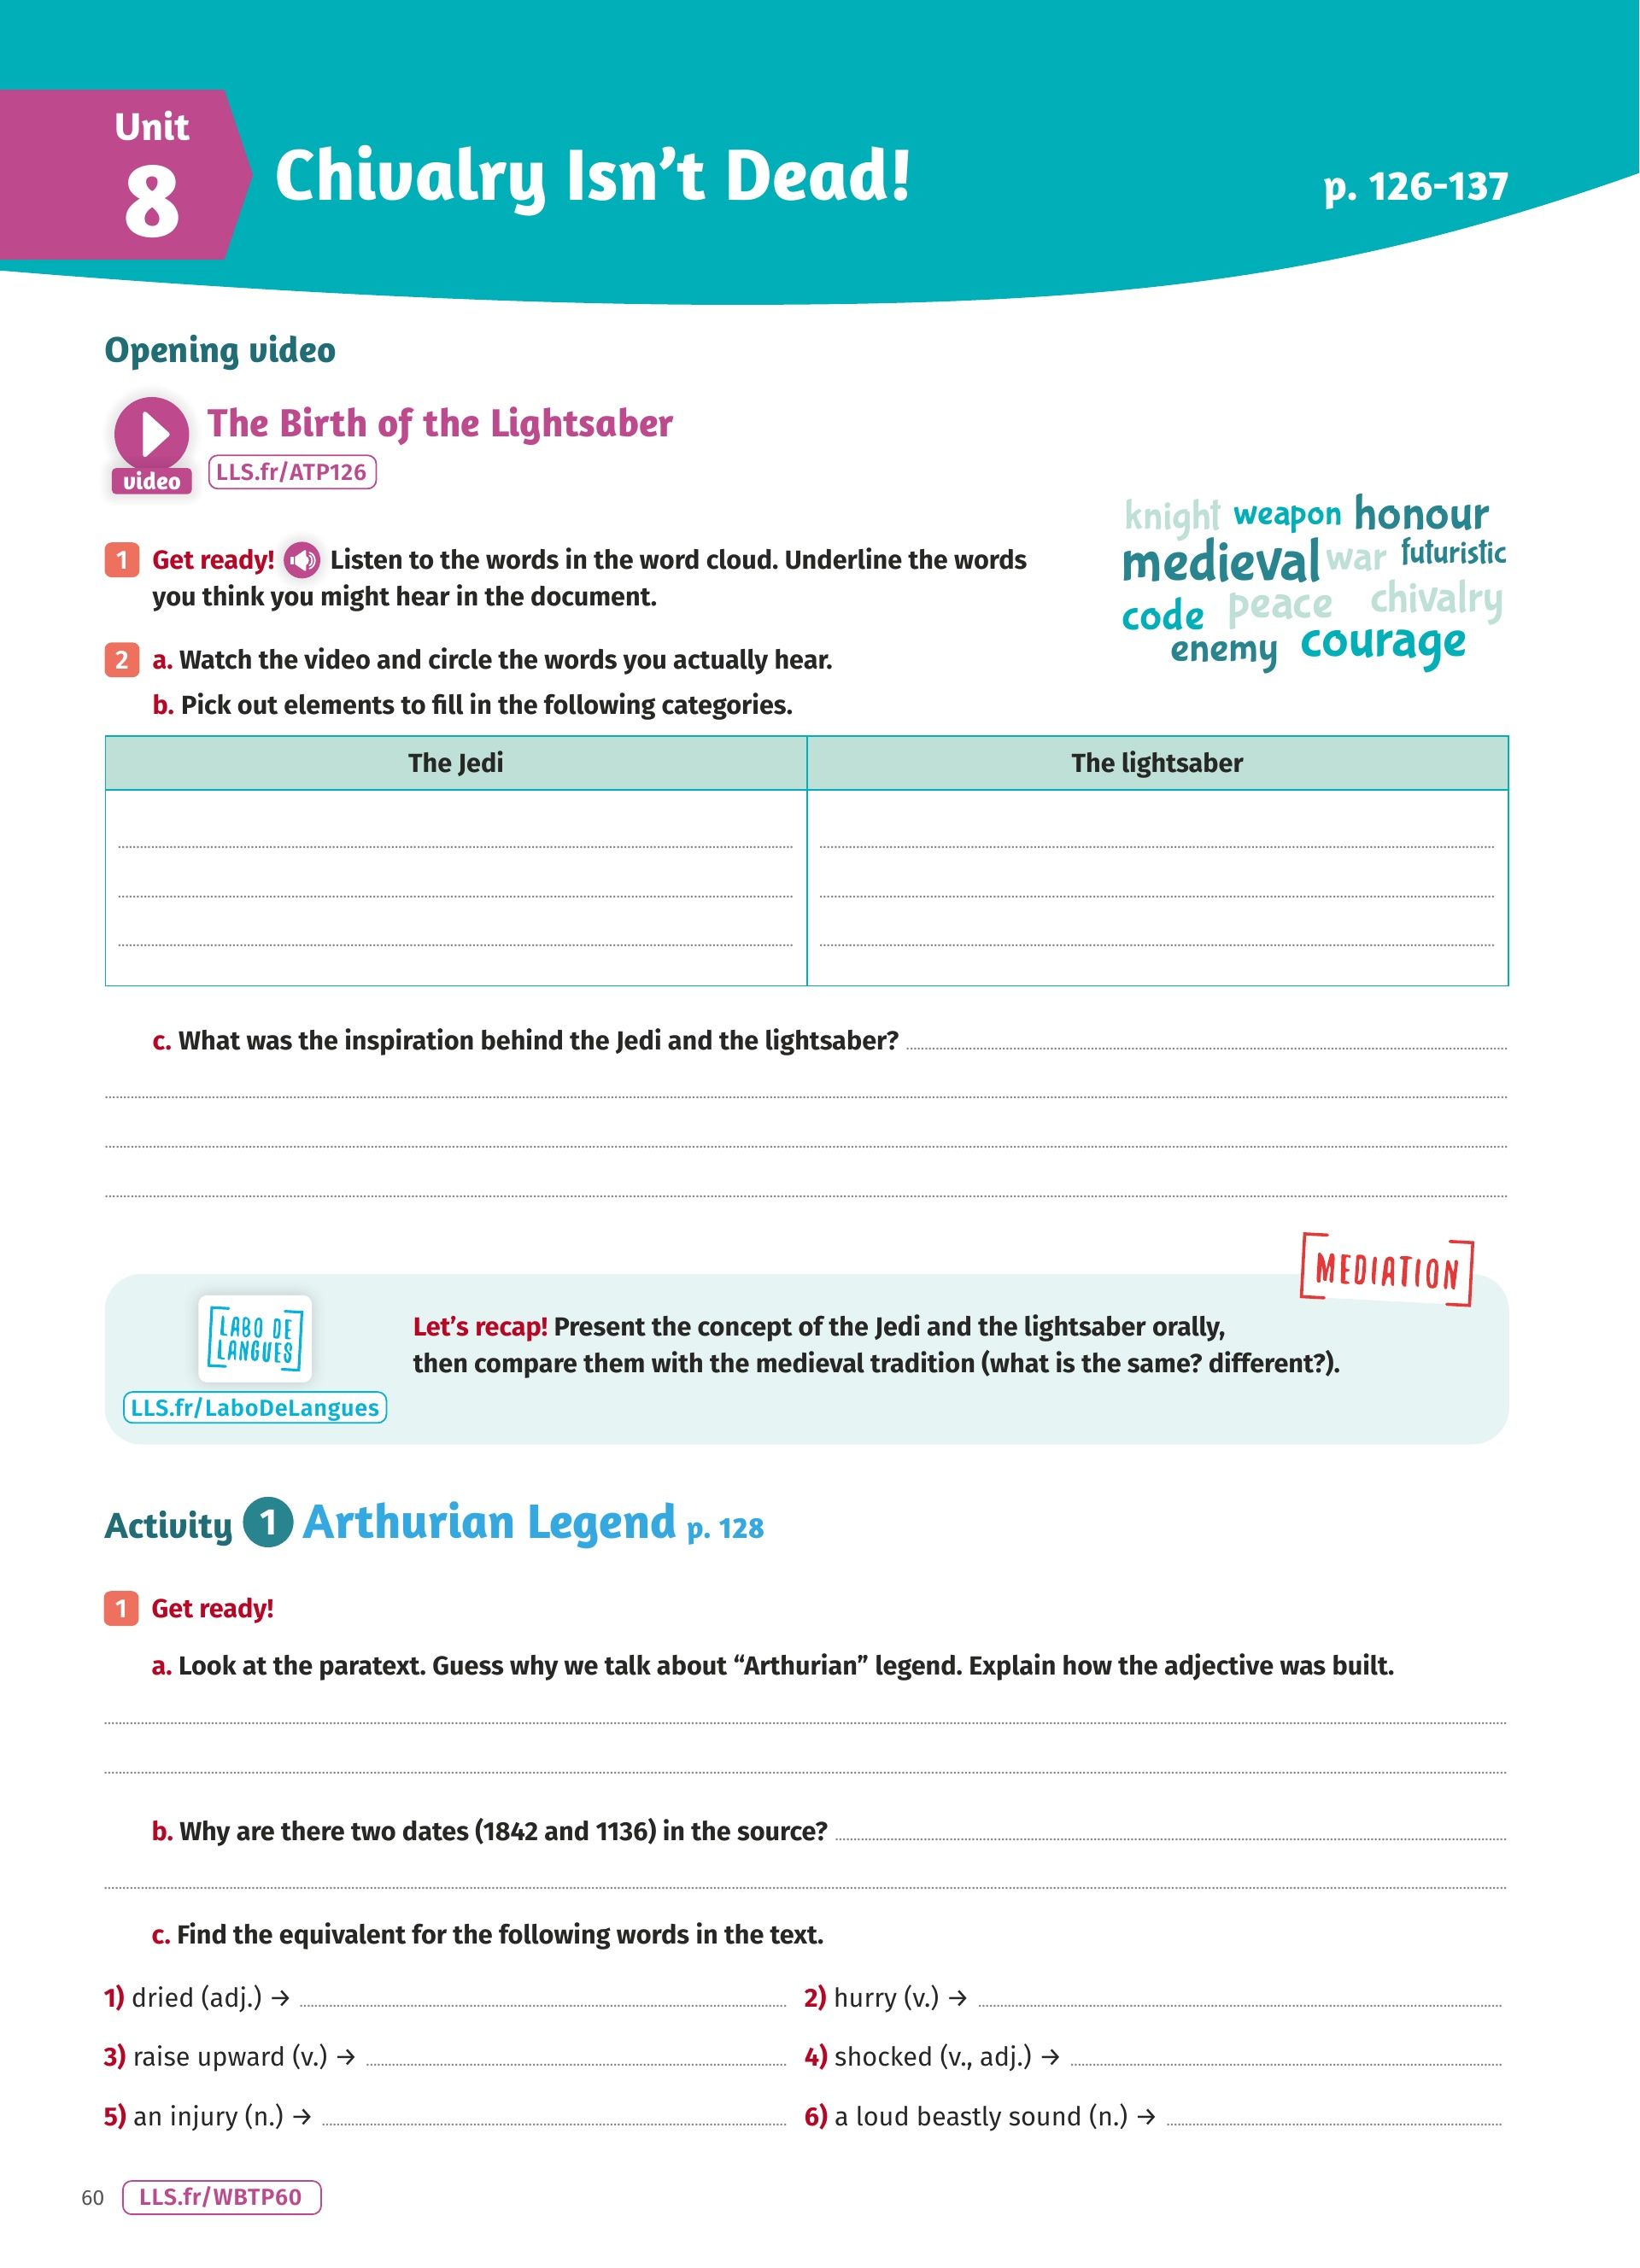 Unit
8
Chivalry Isn't Dead!
p. 126-137
Opening video
The Birth of the Lightsaber
video
LLS.fr/ATP126
knight weapon honour
medieval war futuristic
code peace chivalry
enemy courage
1 Get ready! Listen to the words in the word cloud. Underline the words
you think you might hear in the document.
2 a. Watch the video and circle the words you actually hear.
b. Pick out elements to fill in the following categories.
The Jedi
The lightsaber
c. What was the inspiration behind the Jedi and the lightsaber?
MEDIATION
LABO DE
LANGUES
LLS.fr/LaboDeLangues
Let's recap! Present the concept of the Jedi and the lightsaber orally,
then compare them with the medieval tradition (what is the same? different?).
Activity 1 Arthurian Legend p. 128
1 Get ready!
a. Look at the paratext. Guess why we talk about “Arthurian” legend. Explain how the adjective was built.
b. Why are there two dates (1842 and 1136) in the source?
c. Find the equivalent for the following words in the text.
1) dried (adj.) →
2) hurry (v.) →
3) raise upward (v.) →
4) shocked (v., adj.) →
5) an injury (n.) →
6) a loud beastly sound (n.) →
60 LLS.fr/WBTP60